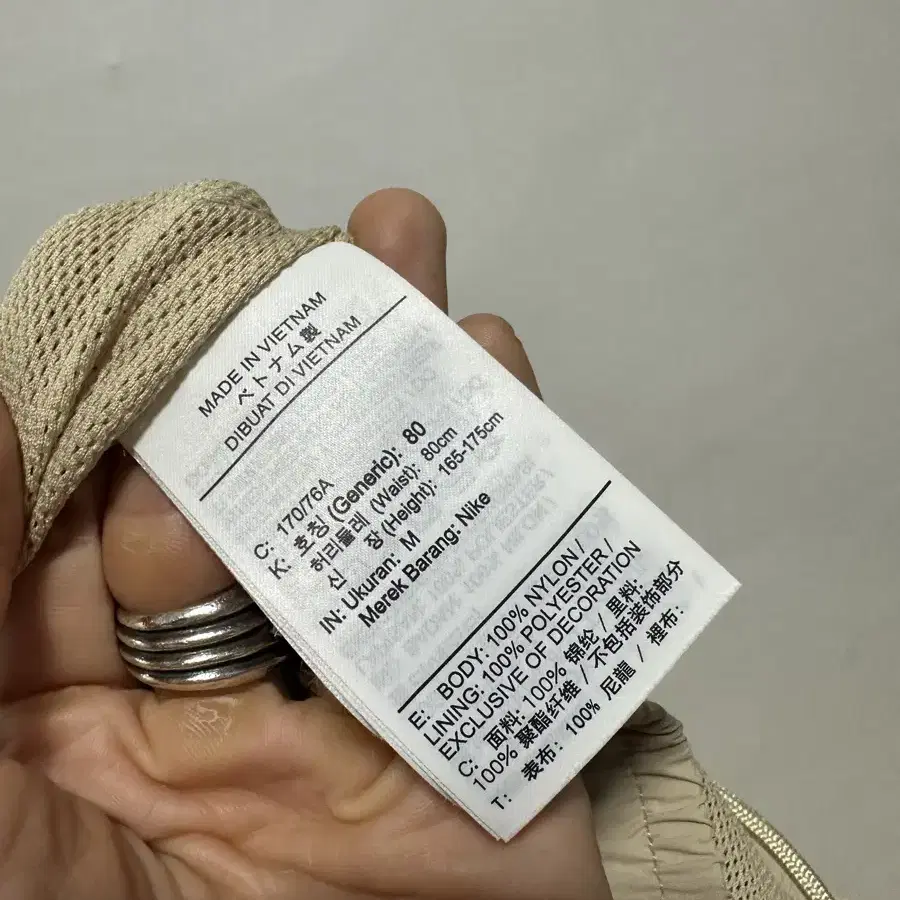 MADE IN VIETNAM
ベトナム製
DIBUAT DI VIETNAM
C: 170/76A
K: 호칭 (Generic): 80
허리둘레 (Waist): 80cm
신 장 (Height): 165-175cm
IN: Ukuran: M
Merek Barang: Nike
E: BODY: 100% NYLON /
LINING: 100% POLYESTER /
EXCLUSIVE OF DECORATION
C: 面料: 100% 锦纶 / 里料:
100% 聚酯纤维 / 不包括装饰部分
T: 表布: 100% 尼龍 / 裡布: